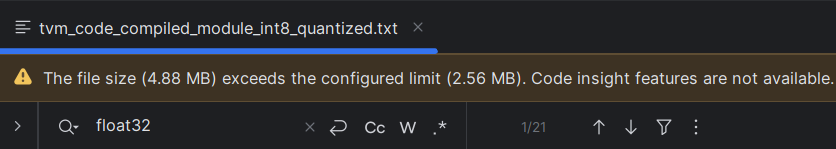 tvm_code_compiled_module_int8_quantized.txt
The file size (4.88 MB) exceeds the configured limit (2.56 MB). Code insight features are not available.
float32 Cc W .* 1/21